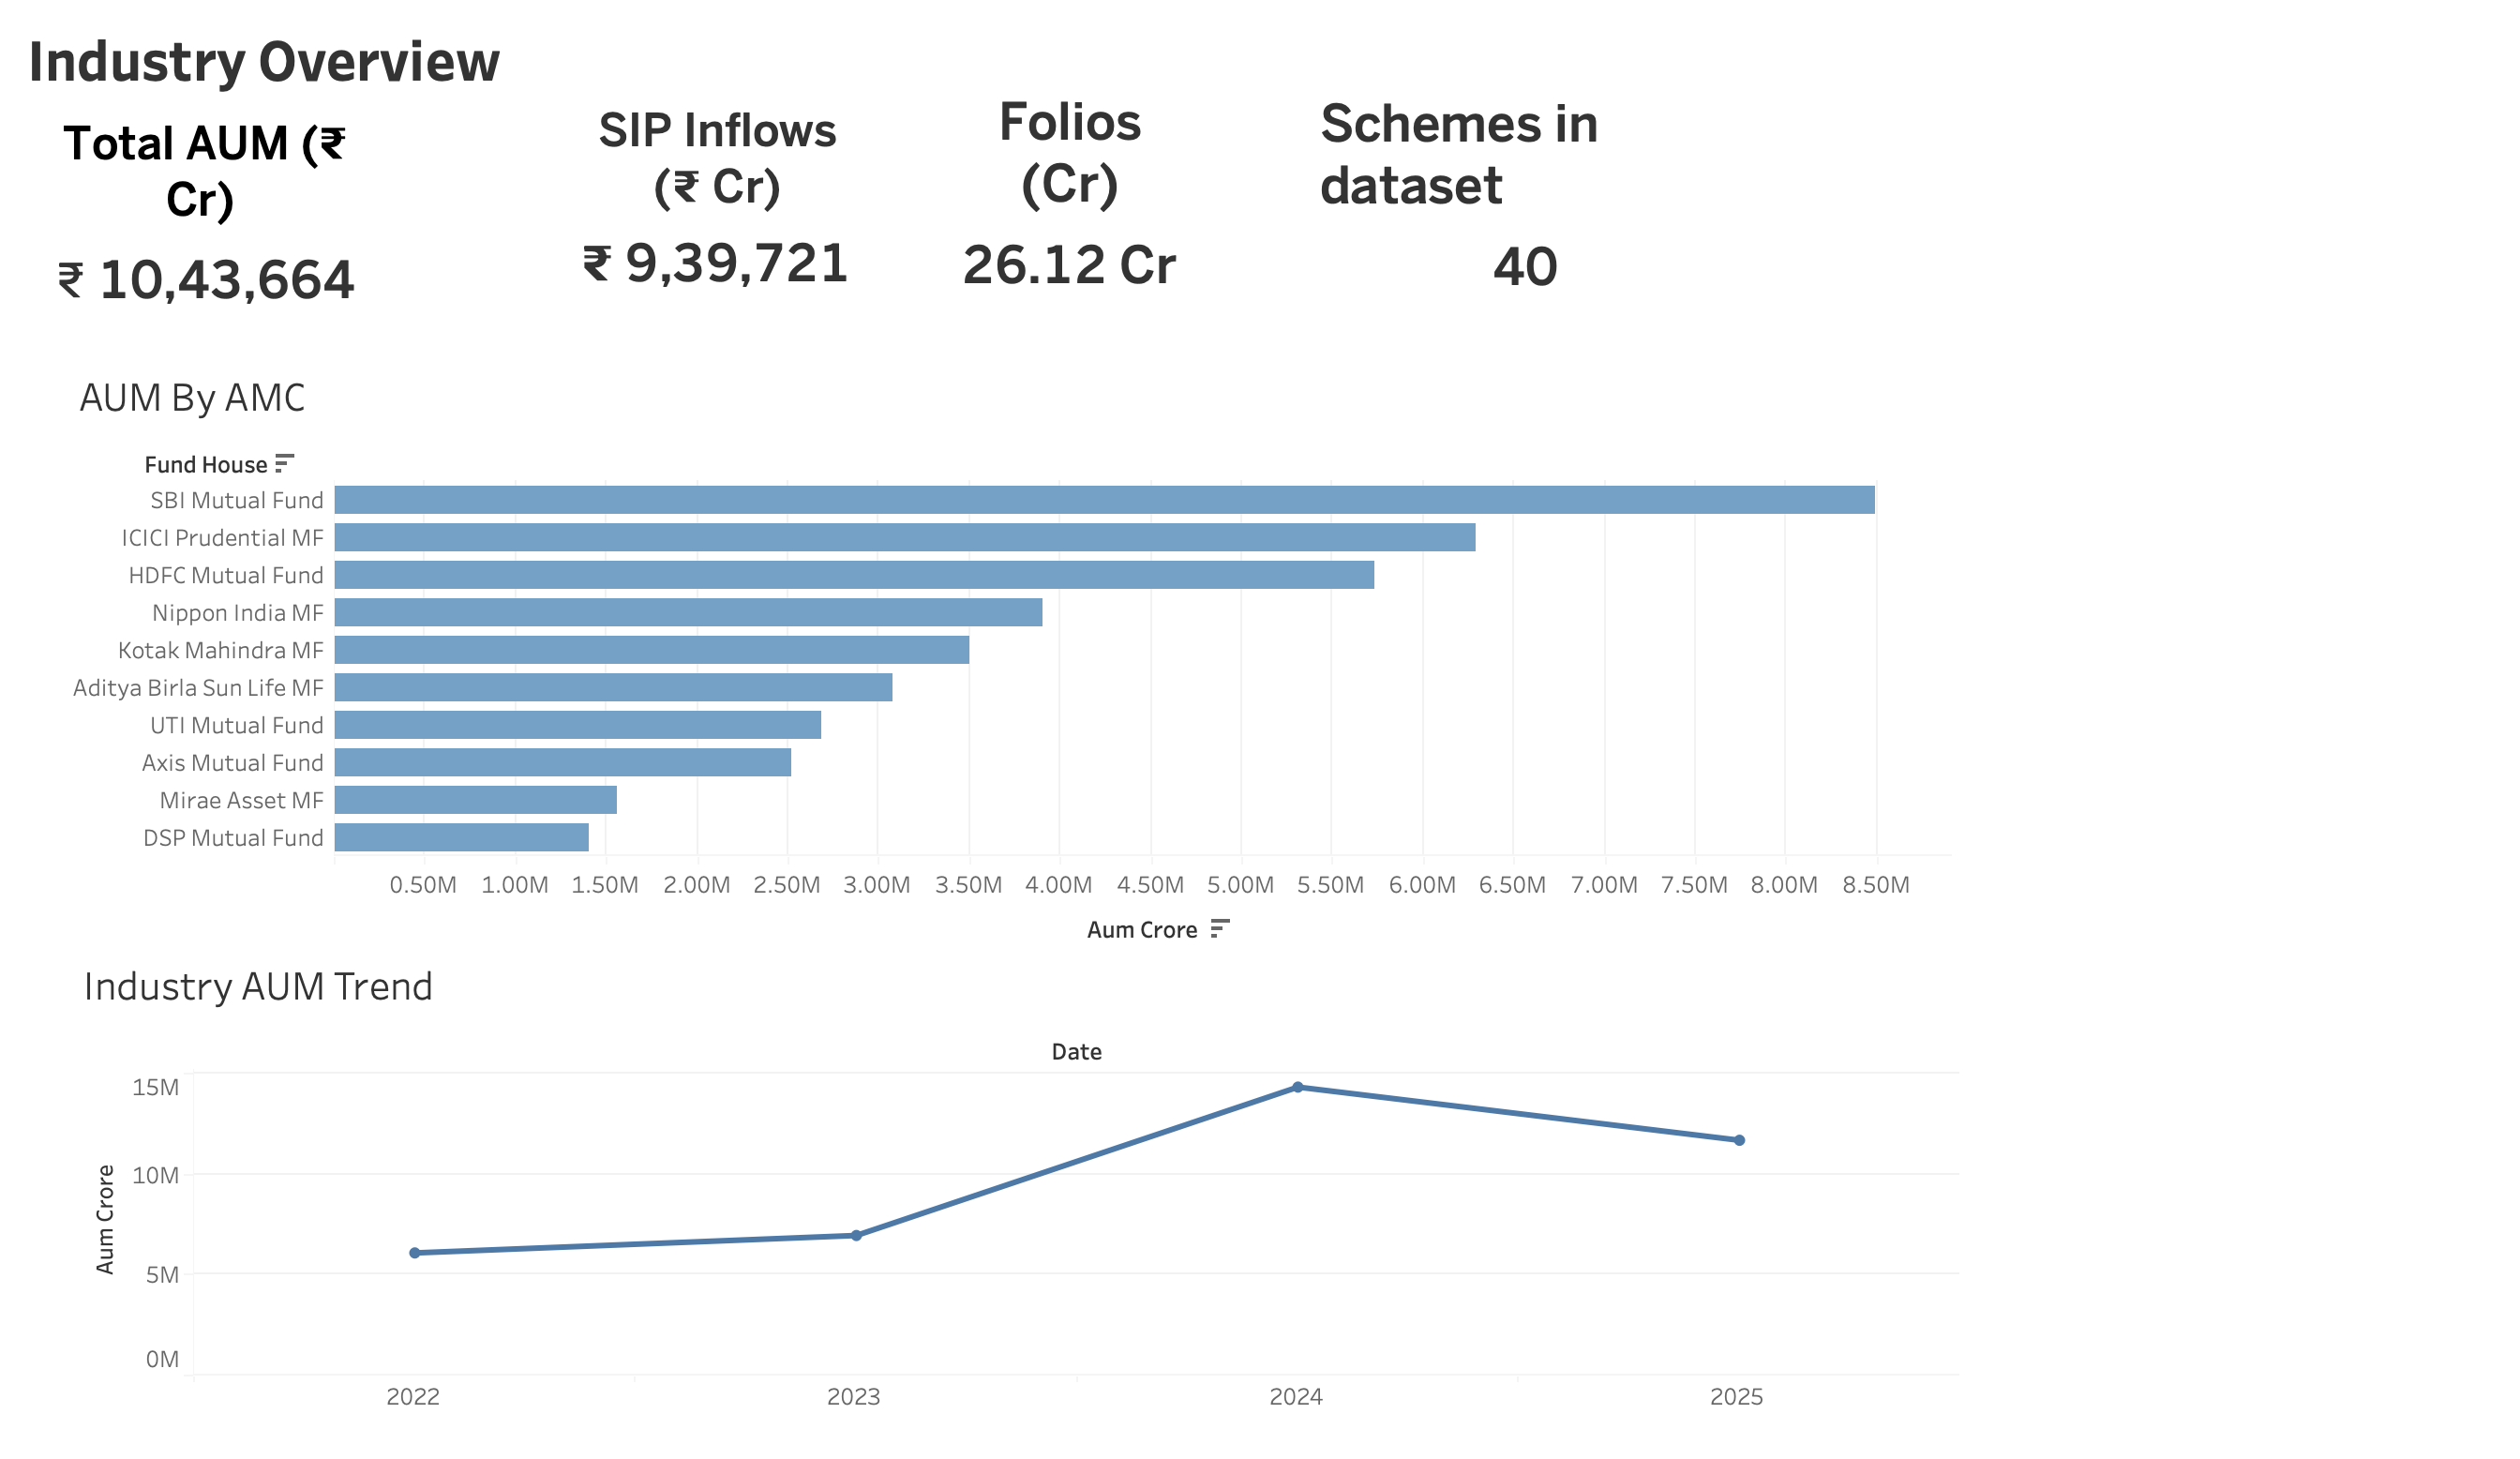 Industry Overview
Total AUM (₹
Cr)
₹ 10,43,664
SIP Inflows
(₹ Cr)
₹ 9,39,721
Folios
(Cr)
26.12 Cr
Schemes in
dataset
40
AUM By AMC
Fund House
SBI Mutual Fund
ICICI Prudential MF
HDFC Mutual Fund
Nippon India MF
Kotak Mahindra MF
Aditya Birla Sun Life MF
UTI Mutual Fund
Axis Mutual Fund
Mirae Asset MF
DSP Mutual Fund
0.50M 1.00M 1.50M 2.00M 2.50M 3.00M 3.50M 4.00M 4.50M 5.00M 5.50M 6.00M 6.50M 7.00M 7.50M 8.00M 8.50M
Aum Crore
Industry AUM Trend
Date
15M
10M
5M
0M
Aum Crore
2022 2023 2024 2025